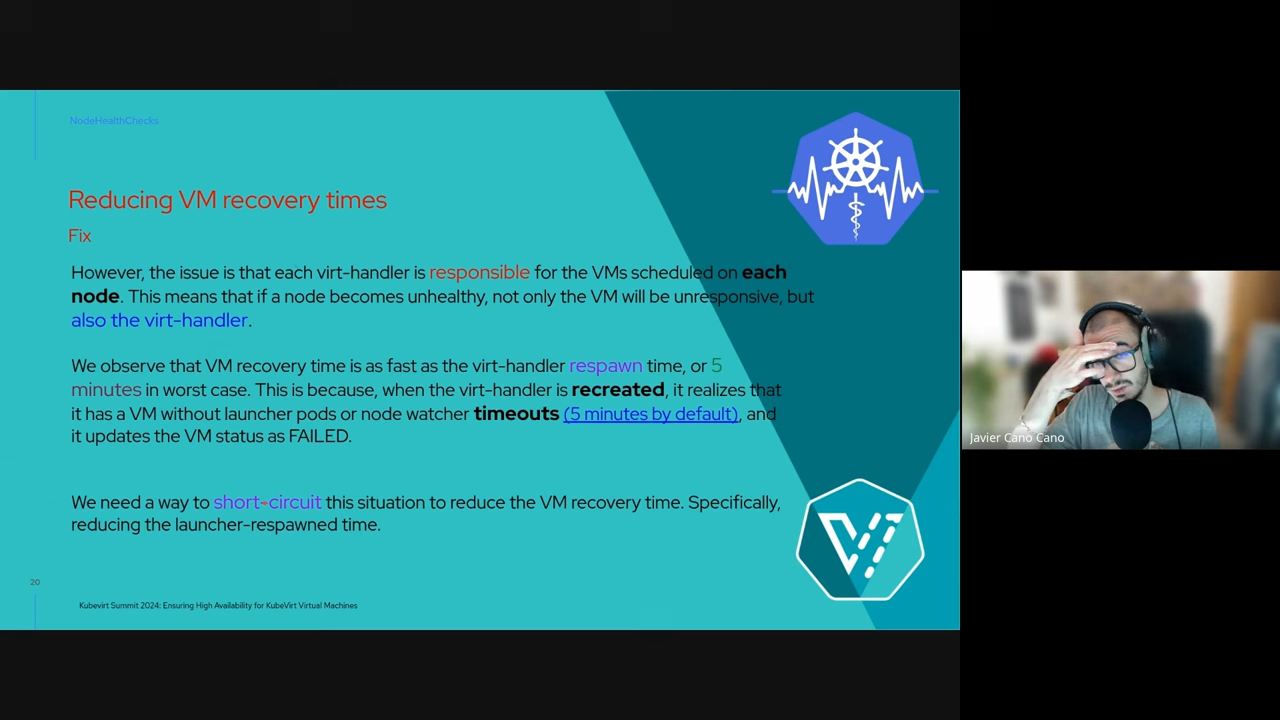 NodeHealthChecks
Reducing VM recovery times
Fix
However, the issue is that each virt-handler is responsible for the VMs scheduled on each
node. This means that if a node becomes unhealthy, not only the VM will be unresponsive, but
also the virt-handler.
We observe that VM recovery time is as fast as the virt-handler respawn time, or 5
minutes in worst case. This is because, when the virt-handler is recreated, it realizes that
it has a VM without launcher pods or node watcher timeouts (5 minutes by default), and
it updates the VM status as FAILED.
We need a way to short-circuit this situation to reduce the VM recovery time. Specifically,
reducing the launcher-respawned time.
20
Kubevirt Summit 2024: Ensuring High Availability for KubeVirt Virtual Machines
Javier Cano Cano